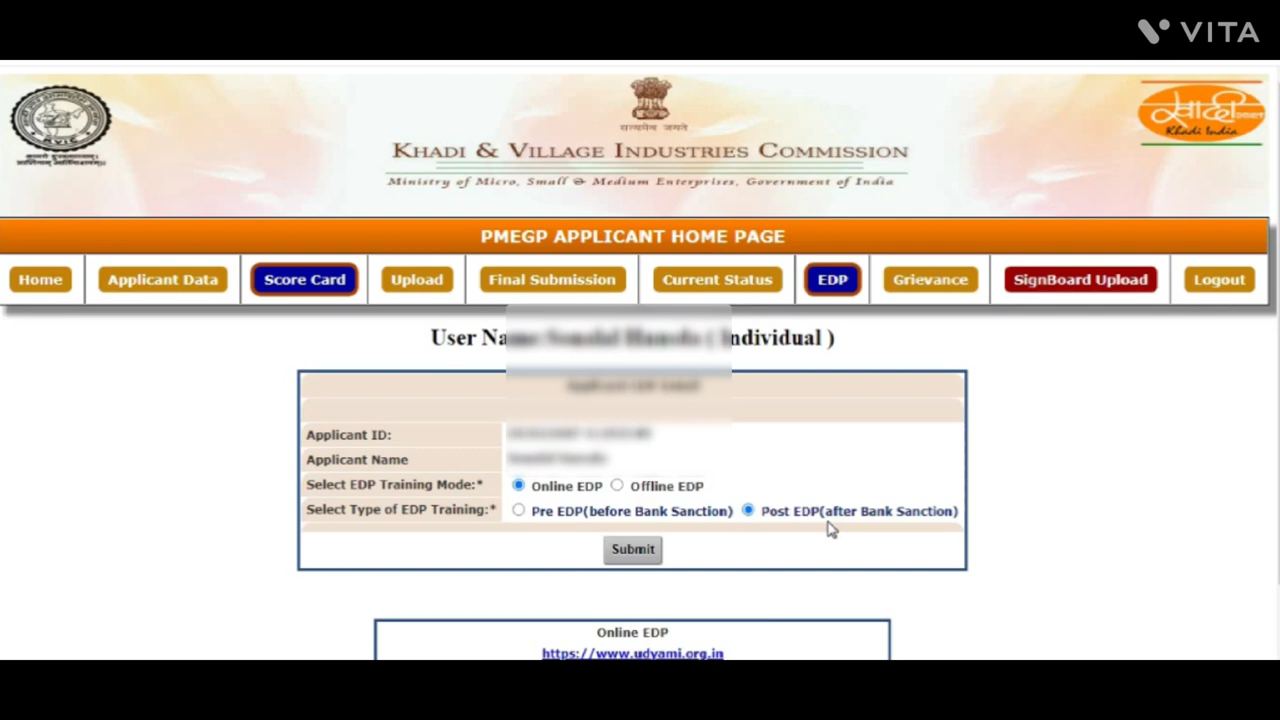 VITA
सत्यमेव जयते
KHADI & VILLAGE INDUSTRIES COMMISSION
Ministry of Micro, Small & Medium Enterprises, Government of India
Khadi India
PMEGP APPLICANT HOME PAGE
Home Applicant Data Score Card Upload Final Submission Current Status EDP Grievance SignBoard Upload Logout
User Na ndividual )
Applicant ID:
Applicant Name
Select EDP Training Mode:* Online EDP Offline EDP
Select Type of EDP Training:* Pre EDP(before Bank Sanction) Post EDP(after Bank Sanction)
Submit
Online EDP
https://www.udyami.org.in